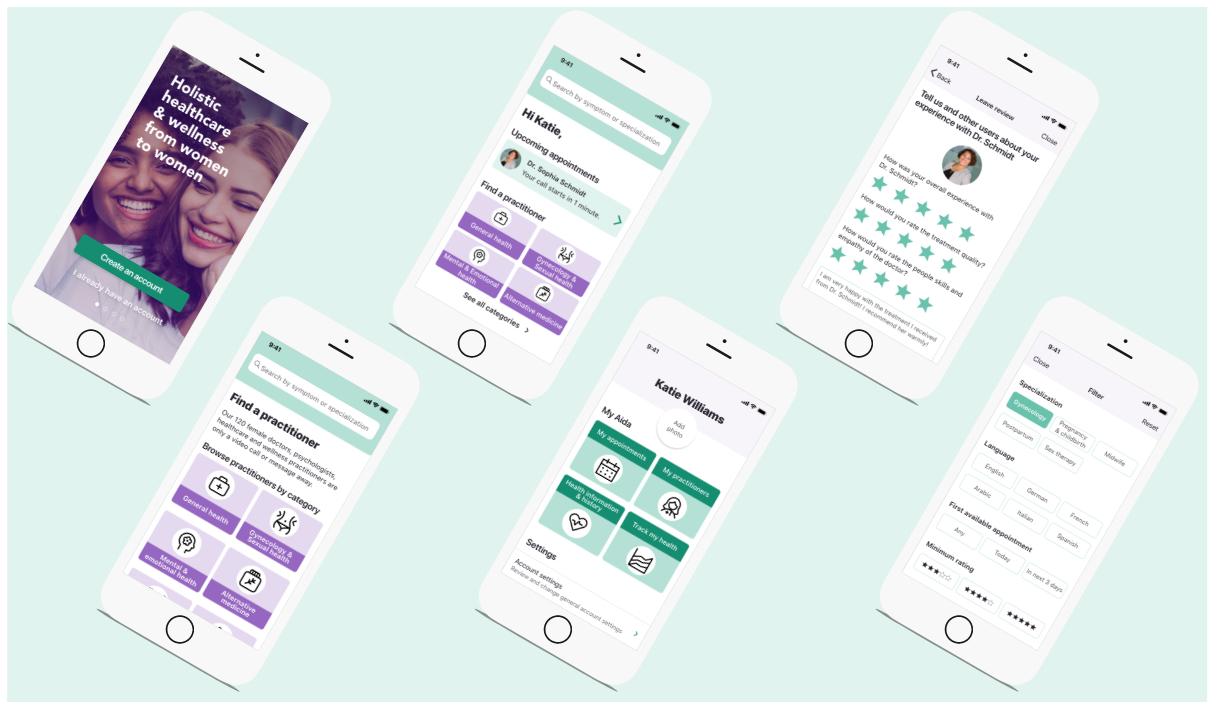 Holistic
healthcare
& wellness
from women
to women
Create an account
I already have an account
9:41
Search by symptom or specialization
Hi Katie,
Upcoming appointments
Dr. Sophia Schmidt
Your call starts in 1 minute.
Find a practitioner
General health
Gynecology &
Sexual health
Mental & Emotional
health
Alternative medicine
See all categories
9:41
Back
Leave review
Close
Tell us and other users about your
experience with Dr. Schmidt
How was your overall experience with
Dr. Schmidt?
How would you rate the treatment quality?
How would you rate the people skills and
empathy of the doctor?
I am very happy with the treatment I received
from Dr. Schmidt! I recommend her warmly!
9:41
Search by symptom or specialization
Find a practitioner
Our 120 female doctors, psychologists,
healthcare and wellness practitioners are
only a video call or message away.
Browse practitioners by category
General health
Gynecology &
Sexual health
Mental &
emotional health
Alternative
medicine
9:41
Katie Williams
Add
photo
My Aida
My appointments
My practitioners
Health information
& history
Track my health
Settings
Account settings
Review and change general account settings
9:41
Close
Filter
Reset
Specialization
Gynecology
Pregnancy
& childbirth
Midwife
Postpartum
Sex therapy
Language
English
German
French
Arabic
Italian
Spanish
First available appointment
Any
Today
In next 3 days
Minimum rating